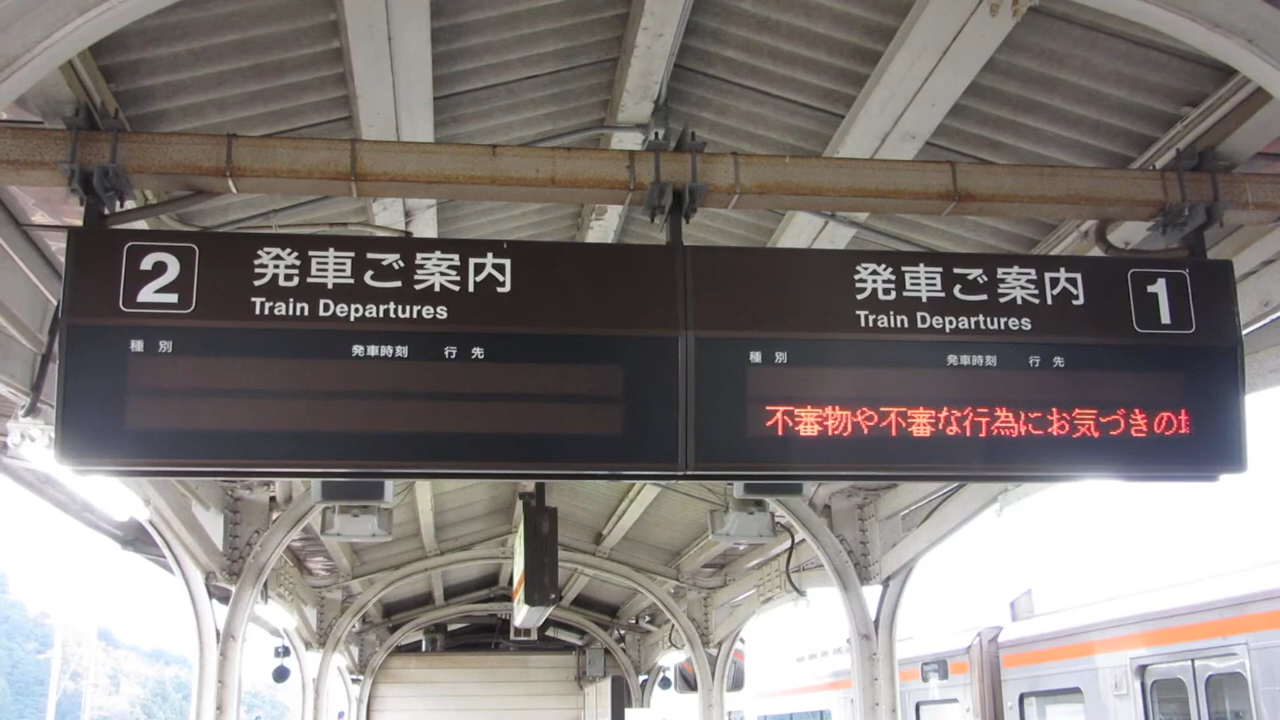 2
発車ご案内
Train Departures
種別 発車時刻 行先
発車ご案内
Train Departures
1
種別 発車時刻 行先
不審物や不審な行為にお気づきの